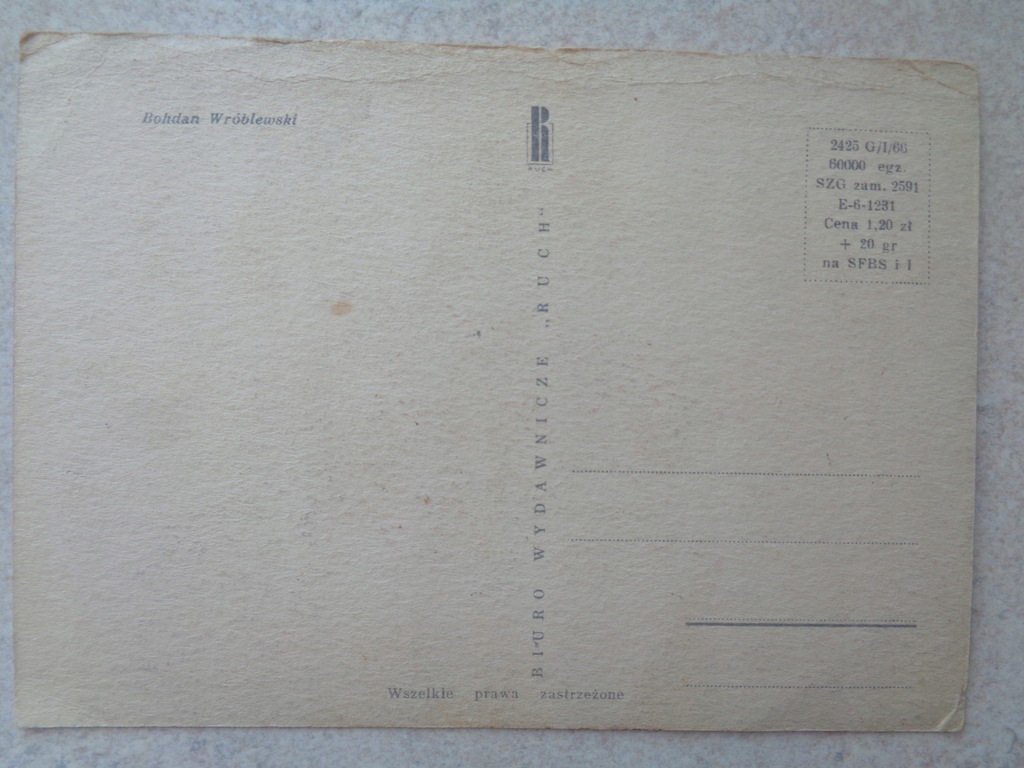 Bohdan Wróblewski
RUCH
2425 G/I/66
60000 egz.
SZG zam. 2591
E-6-1231
Cena 1,20 zł
+ 20 gr
na SFBS i I
BIURO WYDAWNICZE „RUCH"
Wszelkie prawa zastrzeżone